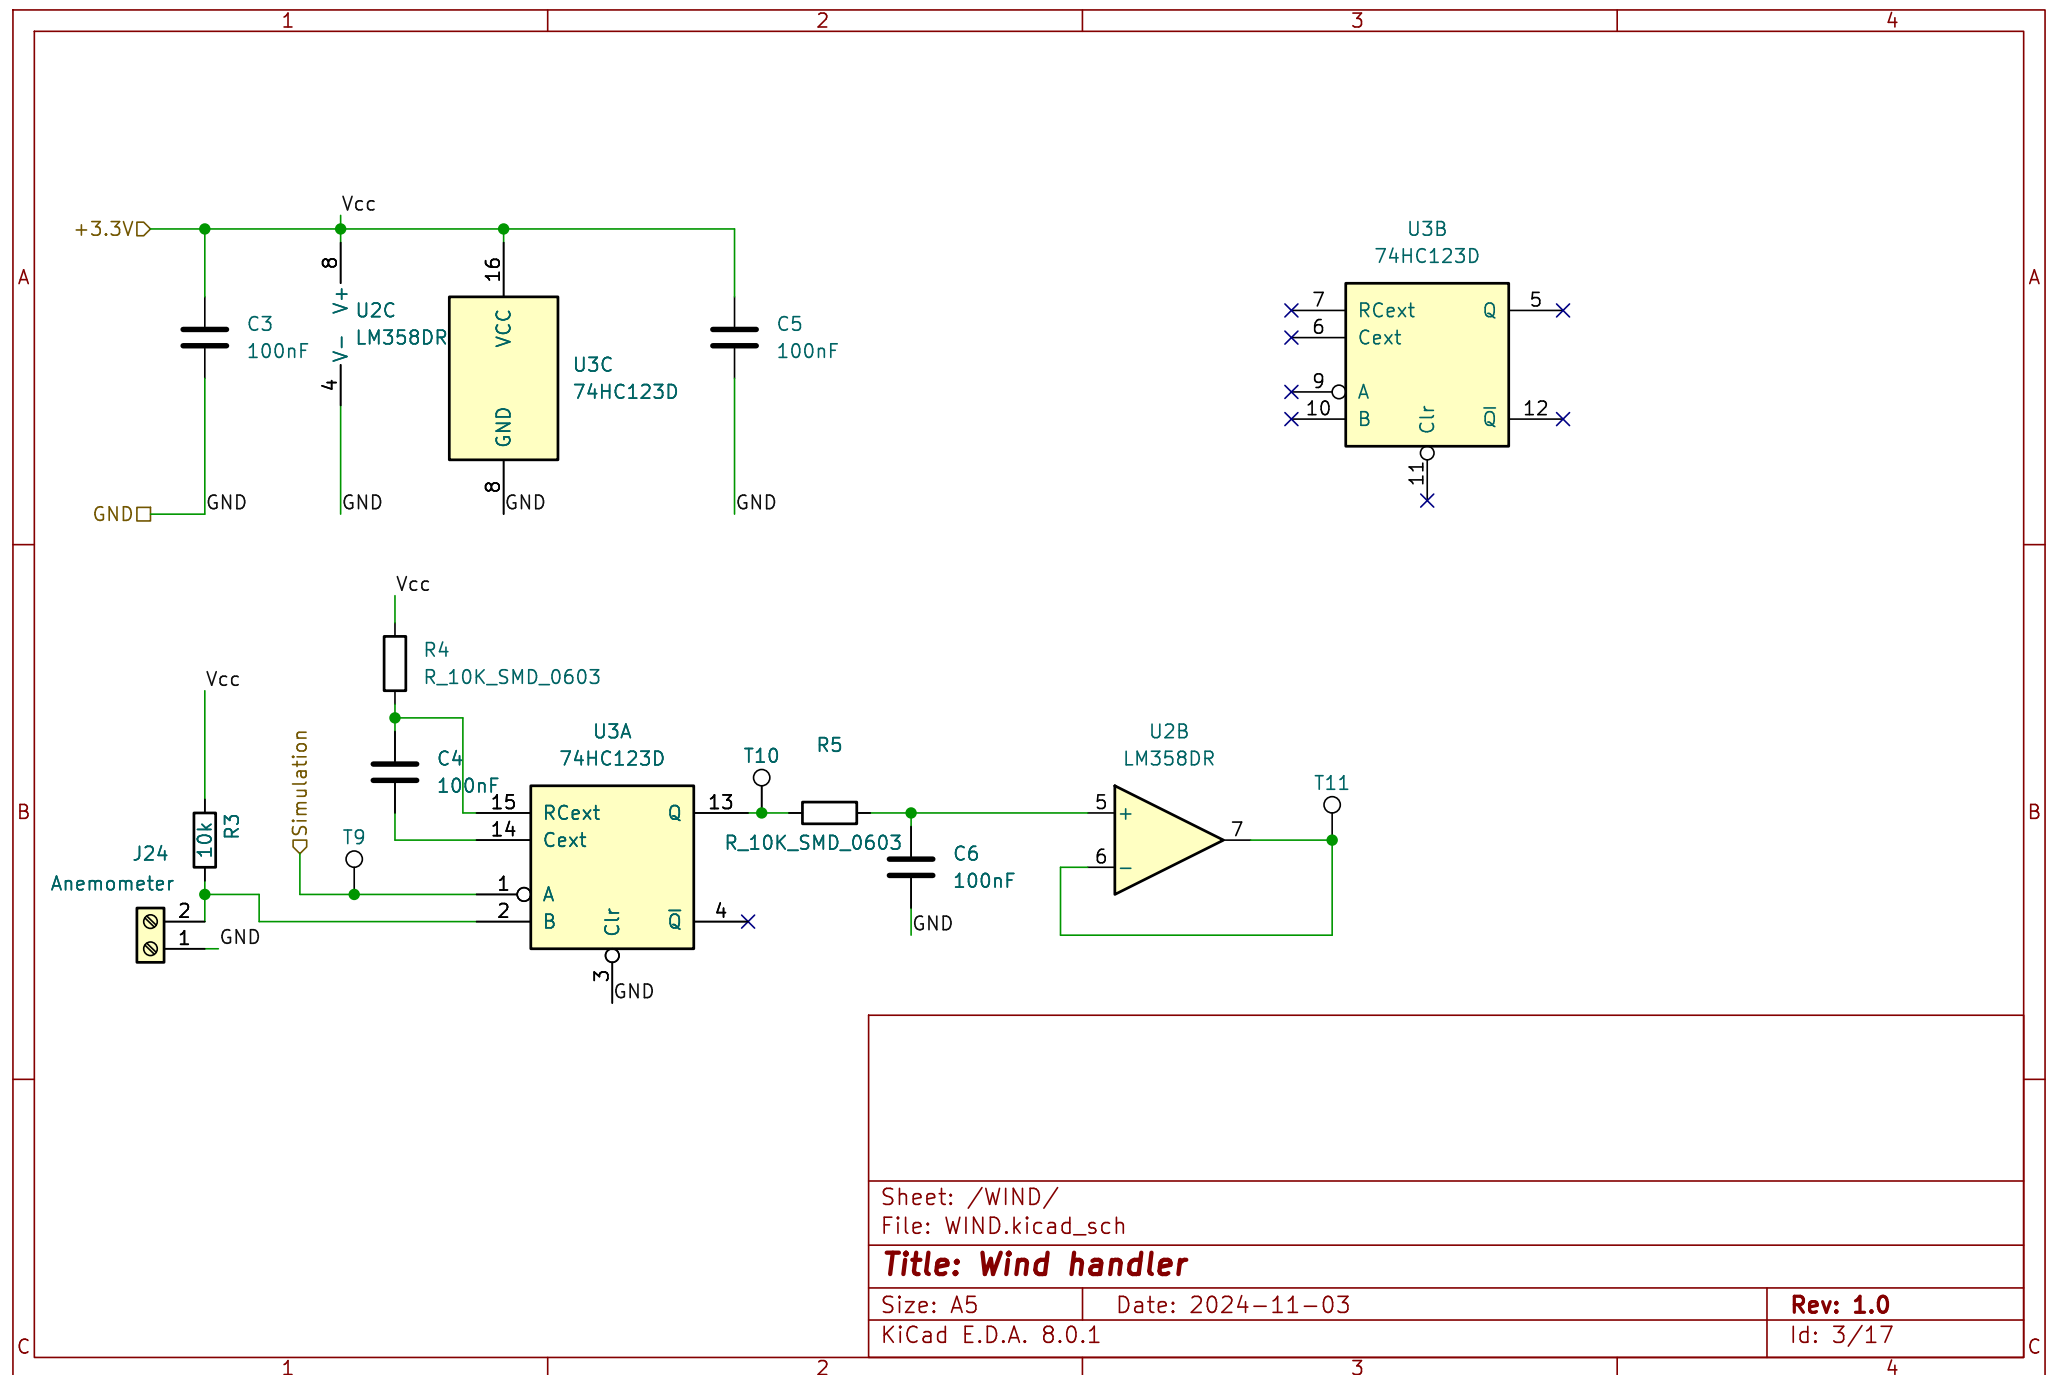 1 2 3 4
A A
B B
C C
1 2 3 4
Vcc
+3.3V
8
V+
V-
4
U2C
LM358DR
C3
100nF
16
VCC
GND
8
U3C
74HC123D
C5
100nF
GND
GND
GND
GND
GND
U3B
74HC123D
7 RCext Q 5
6 Cext
9 A
10 B Clr Q 12
11
Vcc
R4
R_10K_SMD_0603
Vcc
Simulation
C4
100nF
U3A
74HC123D
15 RCext Q 13
14 Cext
1 A
2 B Clr Q 4
3
GND
10k
R3
J24
Anemometer
2
1
GND
T9
T10
R5
R_10K_SMD_0603
C6
100nF
GND
U2B
LM358DR
5 +
6 -
7
T11
Sheet: /WIND/
File: WIND.kicad_sch
Title: Wind handler
Size: A5 Date: 2024-11-03 Rev: 1.0
KiCad E.D.A. 8.0.1 Id: 3/17